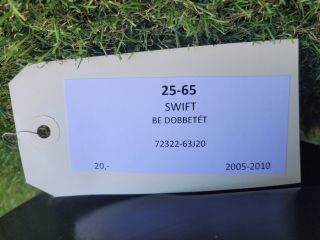 25-65
SWIFT
BE DOBBETÉT
72322-63J20
20,- 2005-2010